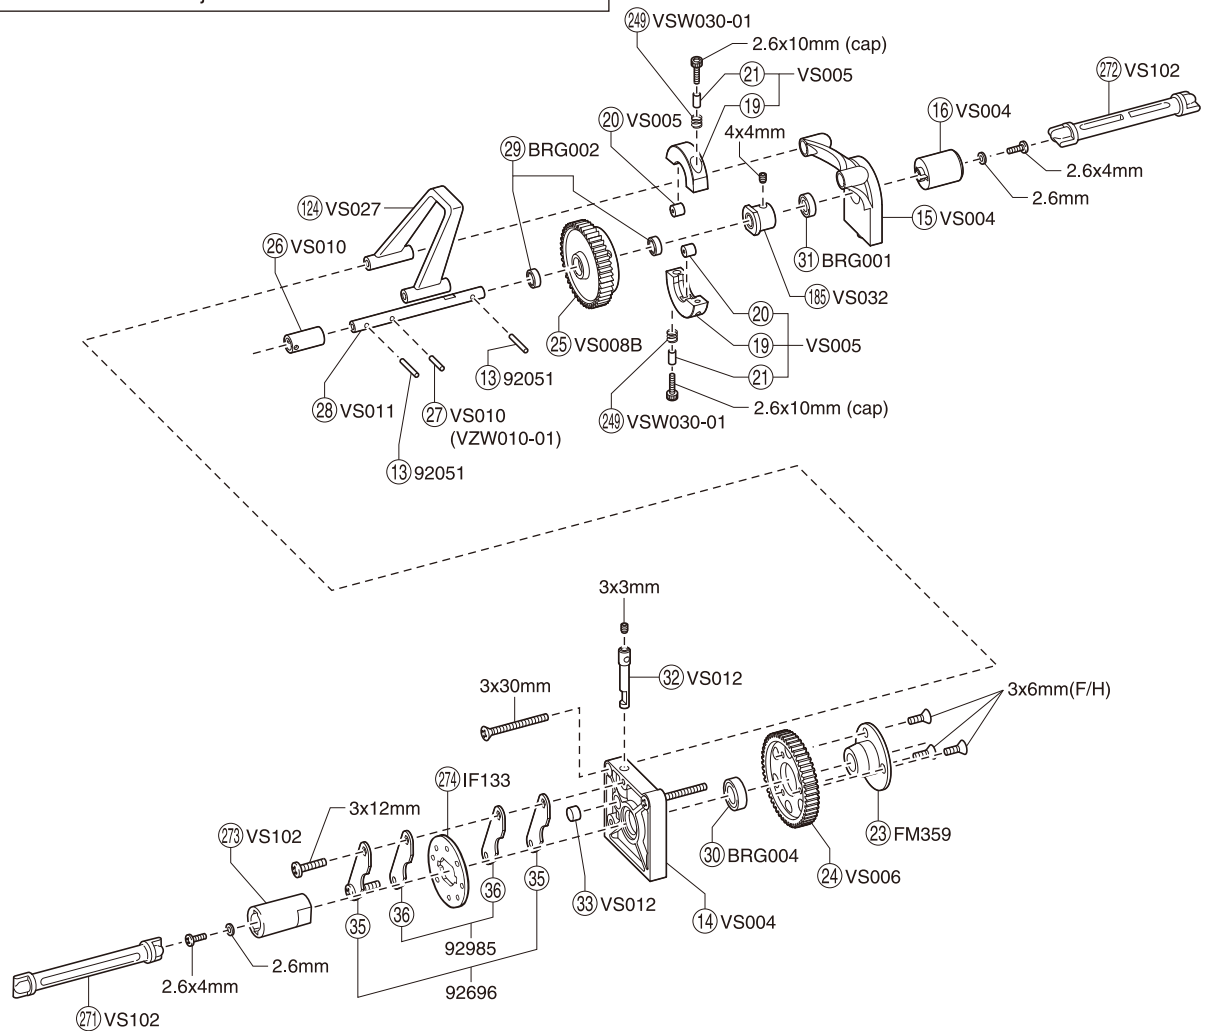 249 VSW030-01
2.6x10mm (cap)
21 VS005
19
272 VS102
20 VS005
16 VS004
4x4mm
29 BRG002
2.6x4mm
2.6mm
124 VS027
15 VS004
26 VS010
31 BRG001
185 VS032
20
25 VS008B
19 VS005
13 92051
21
28 VS011
27 VS010
(VZW010-01)
2.6x10mm (cap)
249 VSW030-01
13 92051
3x3mm
32 VS012
3x30mm
3x6mm(F/H)
274 IF133
3x12mm
273 VS102
23 FM359
30 BRG004
24 VS006
35
36
36
35
33 VS012
14 VS004
92985
2.6mm
2.6x4mm
92696
271 VS102